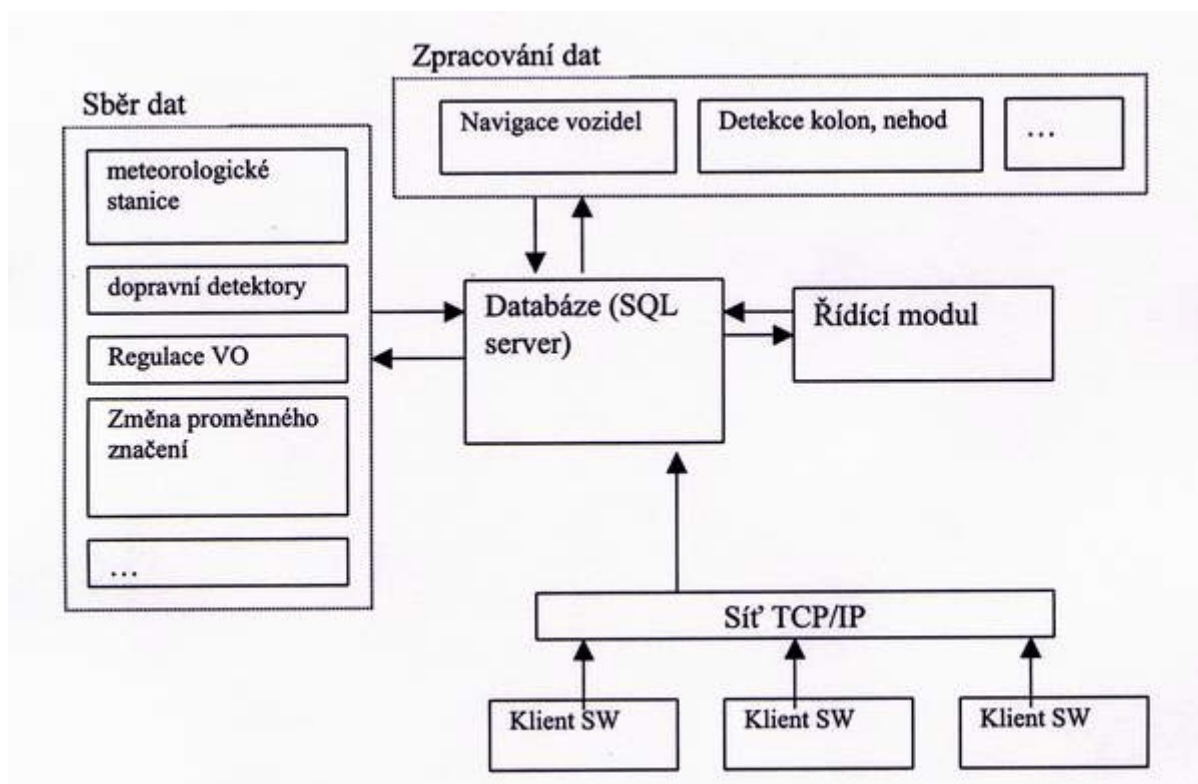 Zpracování dat
Navigace vozidel
Detekce kolon, nehod
...
Sběr dat
meteorologické
stanice
dopravní detektory
Regulace VO
Změna proměnného
značení
...
Databáze (SQL
server)
Řídící modul
Síť TCP/IP
Klient SW
Klient SW
Klient SW